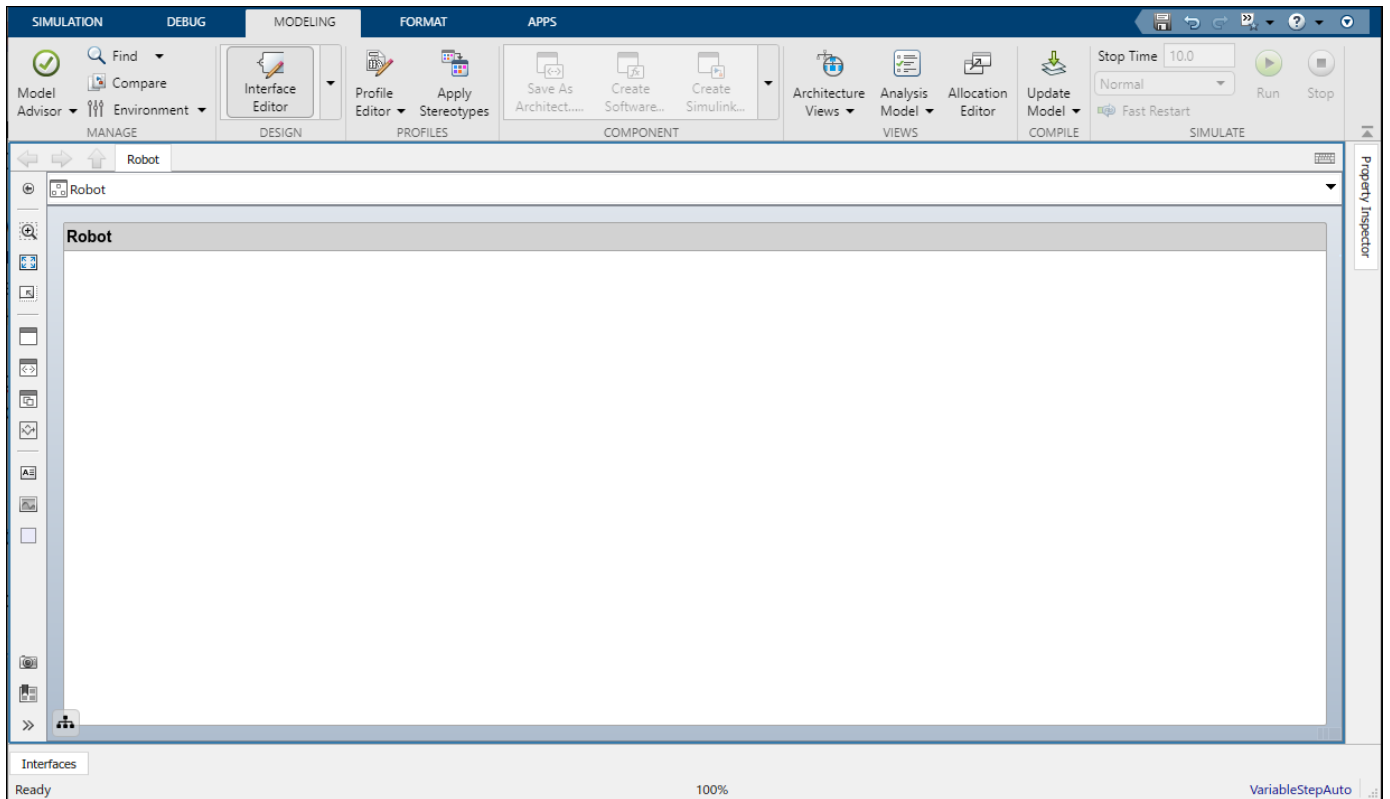 SIMULATION DEBUG MODELING FORMAT APPS
Model Advisor
Find
Compare
Environment
MANAGE
Interface Editor
DESIGN
Profile Editor
Apply Stereotypes
PROFILES
Save As Architect.....
Create Software...
Create Simulink...
COMPONENT
Architecture Views
Analysis Model
Allocation Editor
VIEWS
Update Model
COMPILE
Stop Time 10.0
Normal
Fast Restart
Run
Stop
SIMULATE
Robot
Robot
Robot
Property Inspector
Interfaces
Ready 100% VariableStepAuto